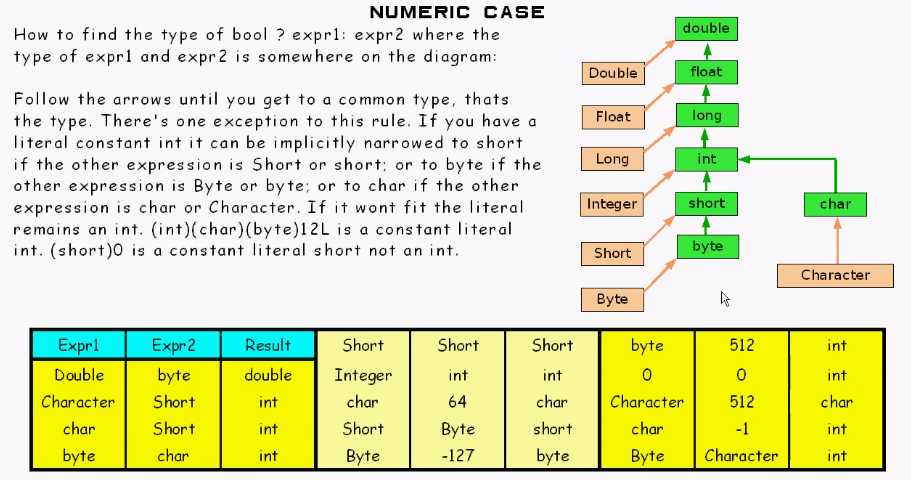 NUMERIC CASE
How to find the type of bool ? expr1: expr2 where the
type of expr1 and expr2 is somewhere on the diagram:
Follow the arrows until you get to a common type, thats
the type. There's one exception to this rule. If you have a
literal constant int it can be implicitly narrowed to short
if the other expression is Short or short; or to byte if the
other expression is Byte or byte; or to char if the other
expression is char or Character. If it wont fit the literal
remains an int. (int)(char)(byte)12L is a constant literal
int. (short)0 is a constant literal short not an int.
double
Double
float
Float
long
Long
int
Integer
short
char
Short
byte
Character
Byte
Expr1 Expr2 Result Short Short Short byte 512 int
Double byte double Integer int int 0 0 int
Character Short int char 64 char Character 512 char
char Short int Short Byte short char -1 int
byte char int Byte -127 byte Byte Character int